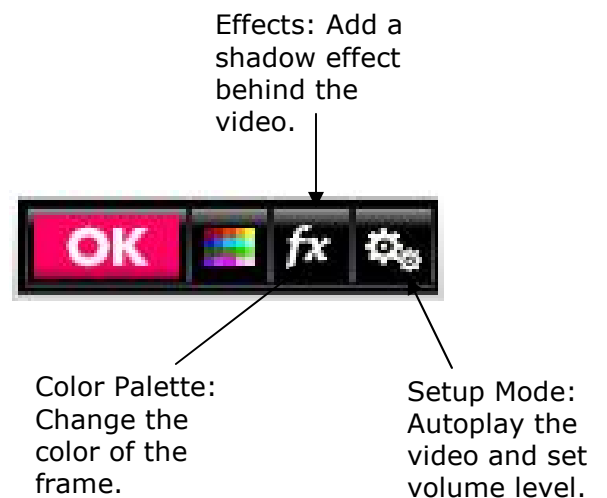 Effects: Add a
shadow effect
behind the
video.
OK
fx
Color Palette:
Change the
color of the
frame.
Setup Mode:
Autoplay the
video and set
volume level.